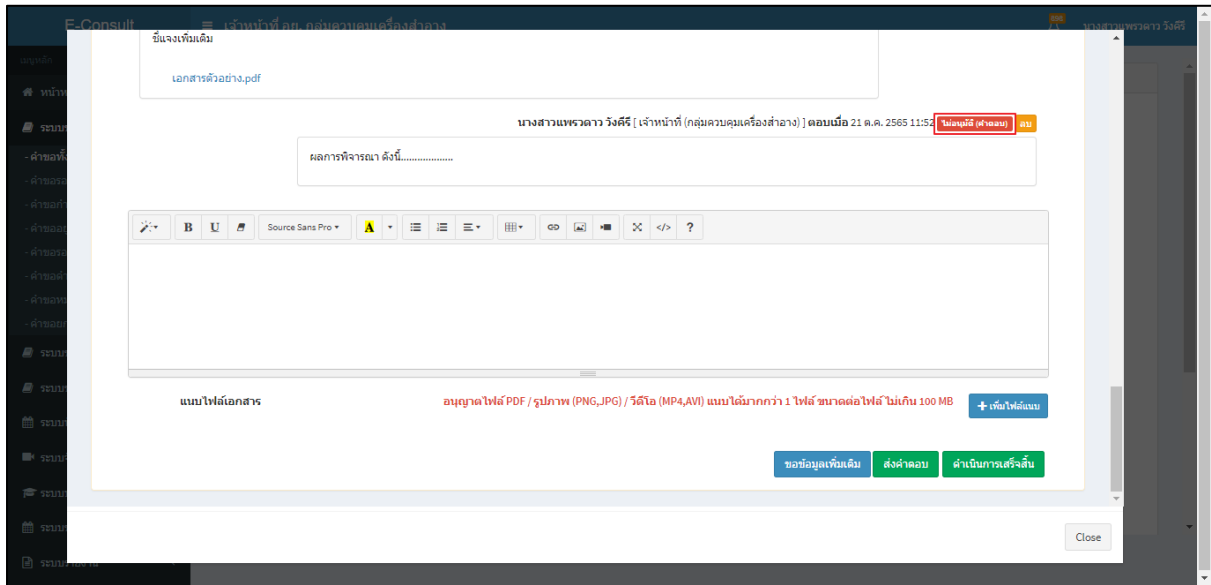 E-Consult
เจ้าหน้าที่ อย. กลุ่มควบคุมเครื่องสำอาง
นางสาวแพรวดาว วังคีรี
เมนูหลัก
ชี้แจงเพิ่มเติม
เอกสารตัวอย่าง.pdf
นางสาวแพรวดาว วังคีรี [ เจ้าหน้าที่ (กลุ่มควบคุมเครื่องสำอาง) ] ตอบเมื่อ 21 ต.ค. 2565 11:52 ไม่อนุมัติ (คำตอบ) ลบ
ผลการพิจารณา ดังนี้...................
B U Source Sans Pro A </> ?
แนบไฟล์เอกสาร
อนุญาตไฟล์ PDF / รูปภาพ (PNG,JPG) / วีดีโอ (MP4,AVI) แนบได้มากกว่า 1 ไฟล์ ขนาดต่อไฟล์ ไม่เกิน 100 MB
เพิ่มไฟล์แนบ
ขอข้อมูลเพิ่มเติม ส่งคำตอบ ดำเนินการเสร็จสิ้น
Close